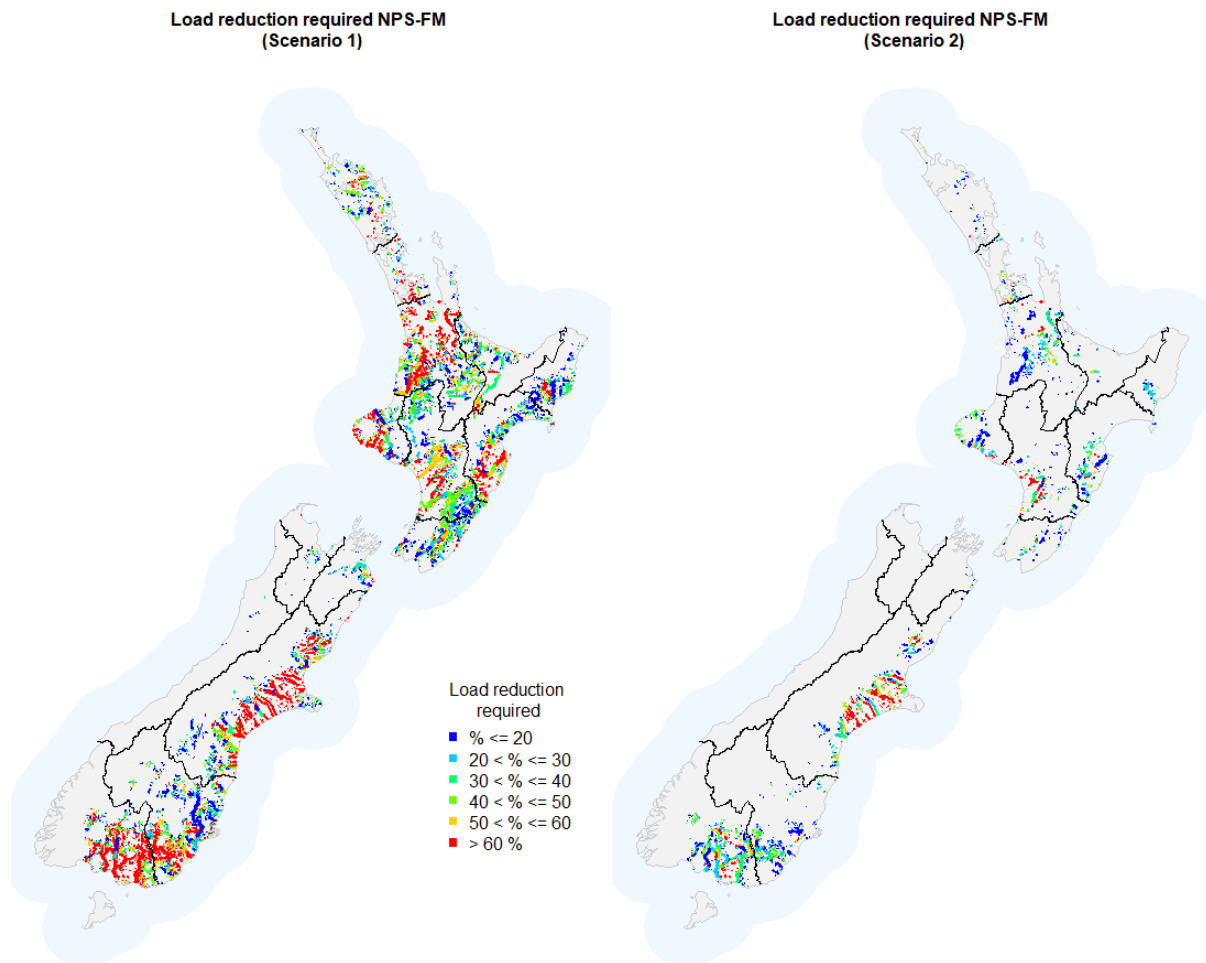 Load reduction required NPS-FM
(Scenario 1)
Load reduction required NPS-FM
(Scenario 2)
Load reduction
required
% <= 20
20 < % <= 30
30 < % <= 40
40 < % <= 50
50 < % <= 60
> 60 %